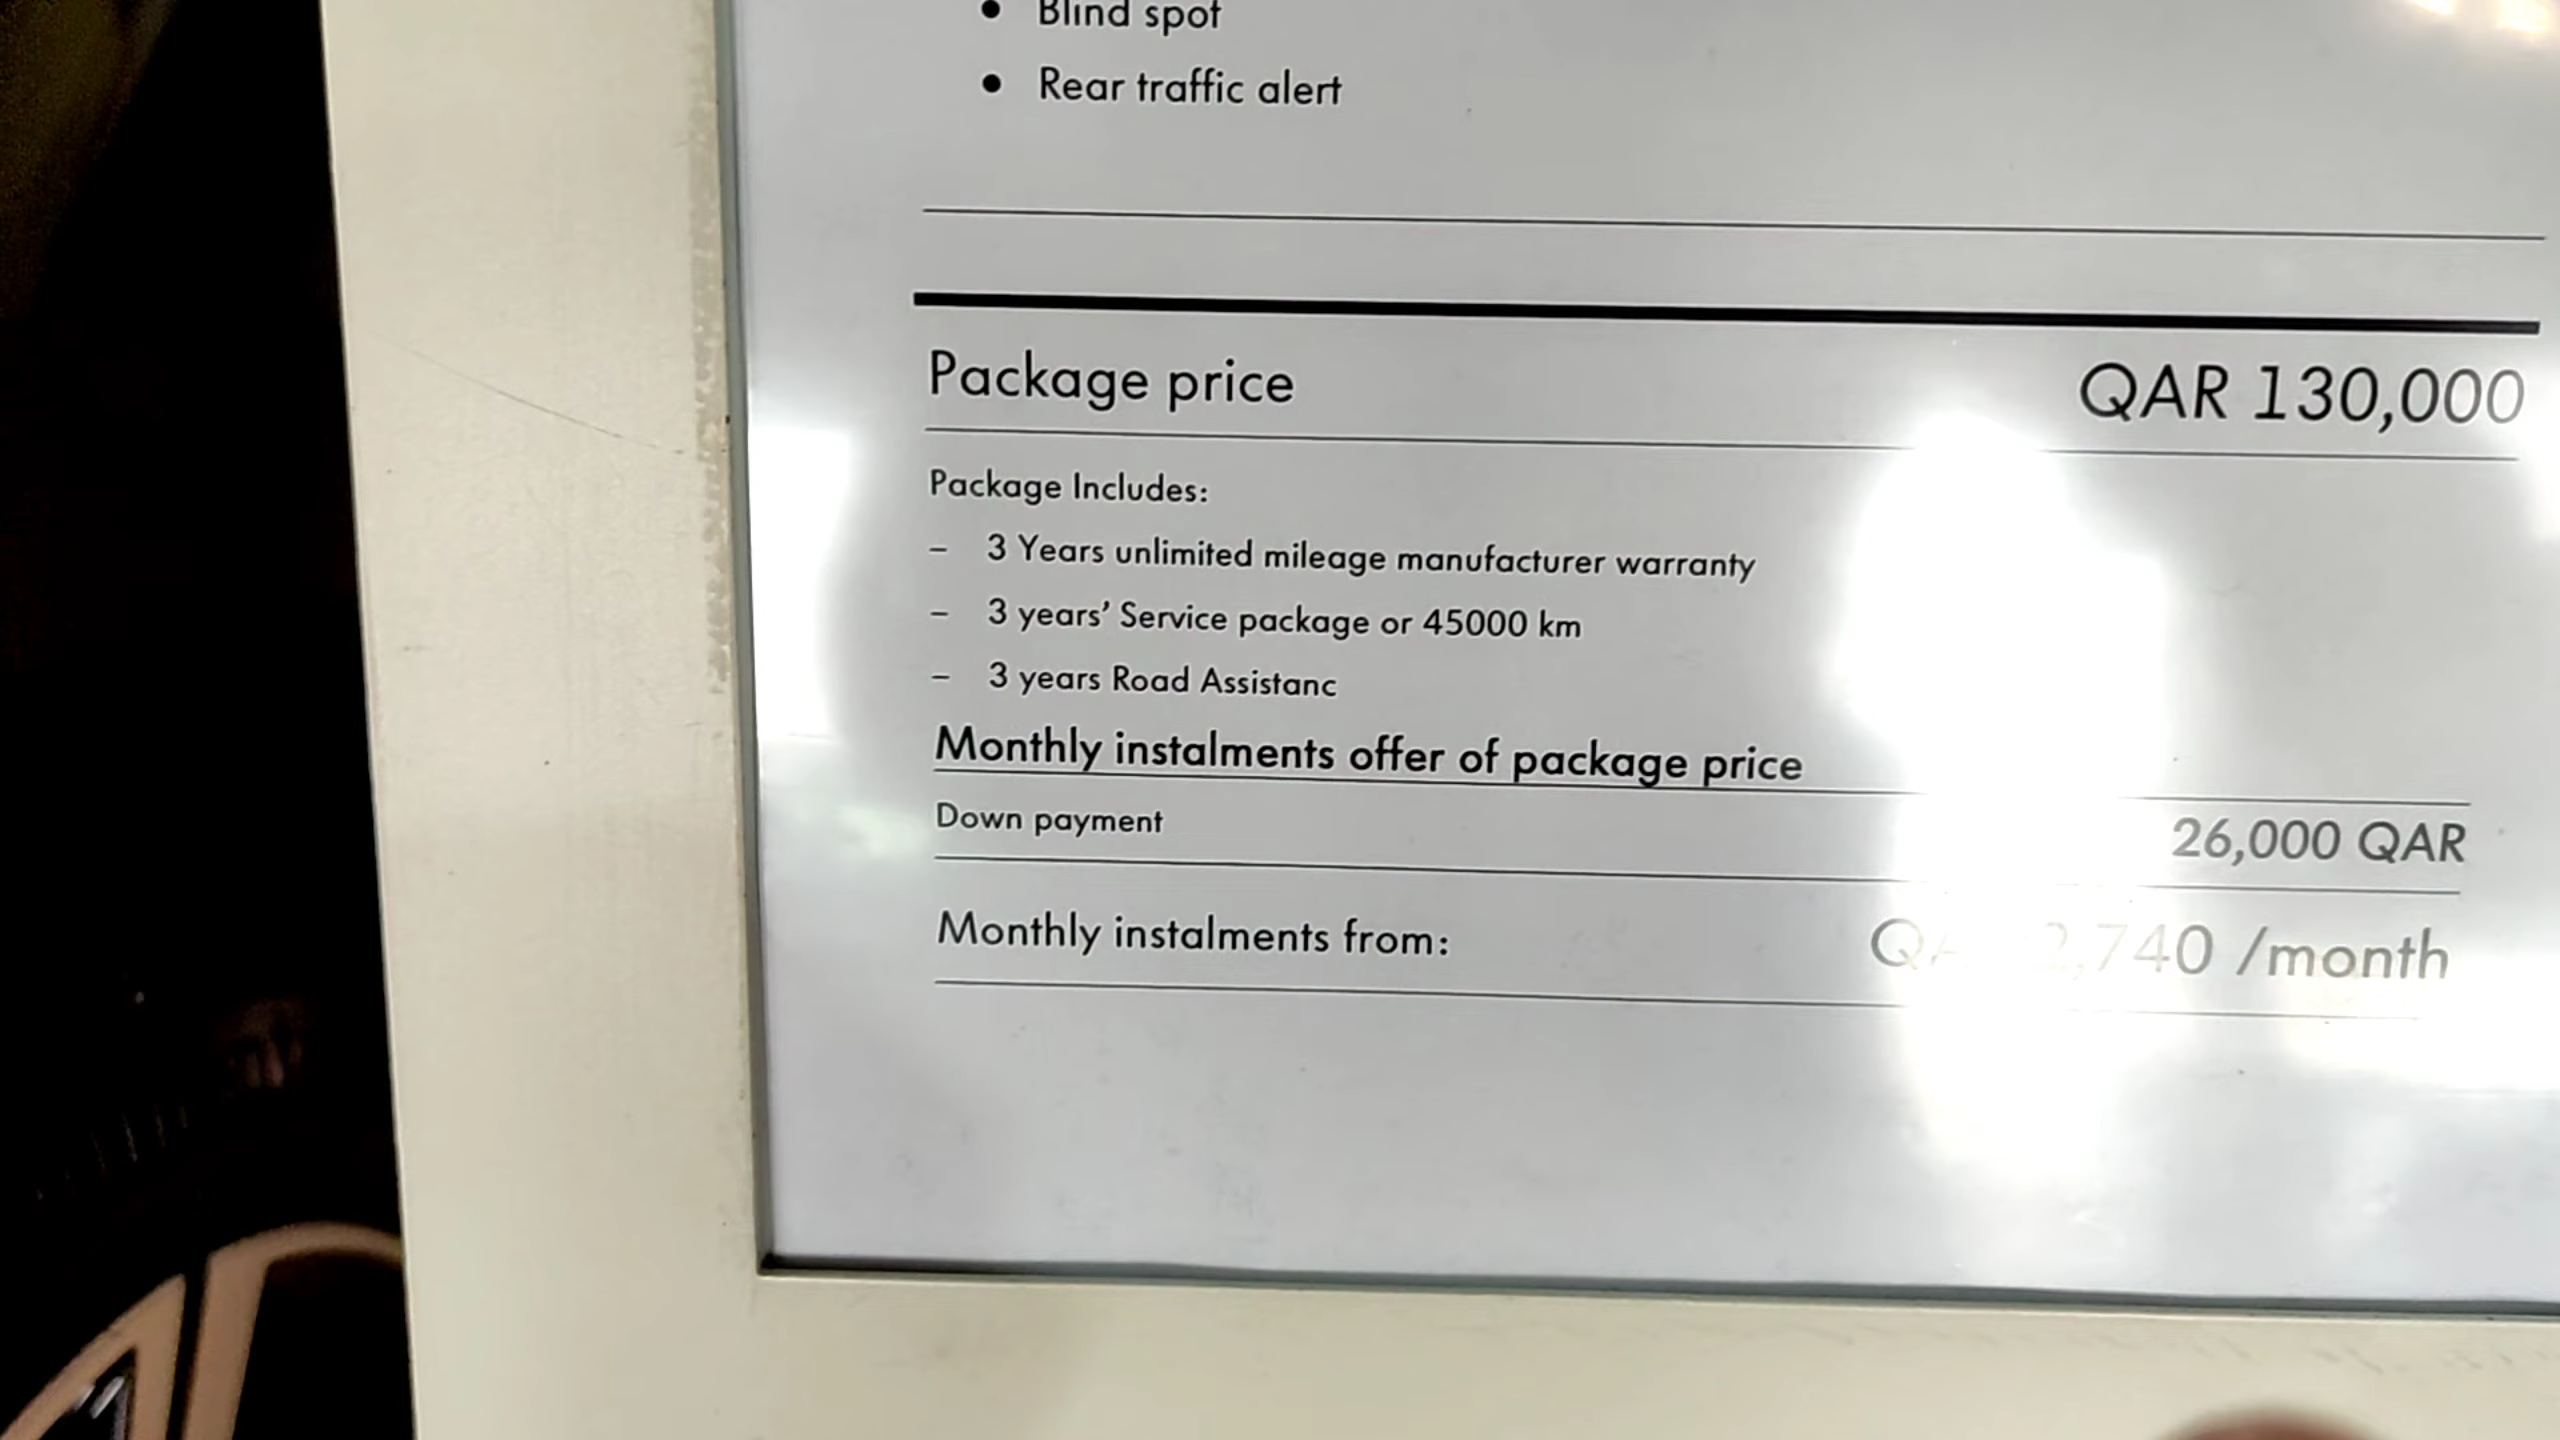 • Blind spot
• Rear traffic alert
Package price QAR 130,000
Package Includes:
– 3 Years unlimited mileage manufacturer warranty
– 3 years' Service package or 45000 km
– 3 years Road Assistanc
Monthly instalments offer of package price
Down payment 26,000 QAR
Monthly instalments from: 2,740 /month